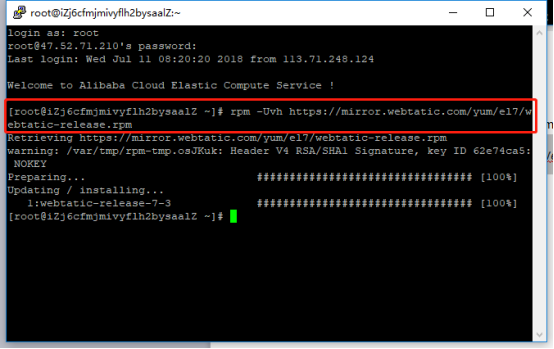 root@iZj6cfmjmivyflh2bysaalZ:~
login as: root
root@47.52.71.210's password:
Last login: Wed Jul 11 08:20:20 2018 from 113.71.248.124
Welcome to Alibaba Cloud Elastic Compute Service !
[root@iZj6cfmjmivyflh2bysaalZ ~]# rpm -Uvh https://mirror.webtatic.com/yum/el7/w
ebtatic-release.rpm
Retrieving https://mirror.webtatic.com/yum/el7/webtatic-release.rpm
warning: /var/tmp/rpm-tmp.osJKuk: Header V4 RSA/SHA1 Signature, key ID 62e74ca5:
NOKEY
Preparing... ################################# [100%]
Updating / installing...
1:webtatic-release-7-3 ################################# [100%]
[root@iZj6cfmjmivyflh2bysaalZ ~]#